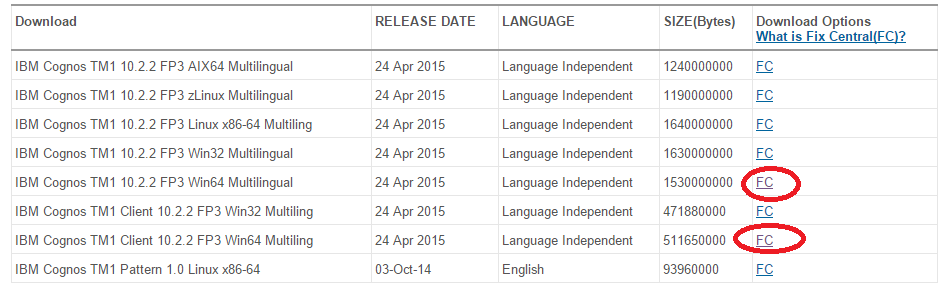 Download RELEASE DATE LANGUAGE SIZE(Bytes) Download Options
What is Fix Central(FC)?
IBM Cognos TM1 10.2.2 FP3 AIX64 Multilingual 24 Apr 2015 Language Independent 1240000000 FC
IBM Cognos TM1 10.2.2 FP3 zLinux Multilingual 24 Apr 2015 Language Independent 1190000000 FC
IBM Cognos TM1 10.2.2 FP3 Linux x86-64 Multiling 24 Apr 2015 Language Independent 1640000000 FC
IBM Cognos TM1 10.2.2 FP3 Win32 Multilingual 24 Apr 2015 Language Independent 1630000000 FC
IBM Cognos TM1 10.2.2 FP3 Win64 Multilingual 24 Apr 2015 Language Independent 1530000000 FC
IBM Cognos TM1 Client 10.2.2 FP3 Win32 Multiling 24 Apr 2015 Language Independent 471880000 FC
IBM Cognos TM1 Client 10.2.2 FP3 Win64 Multiling 24 Apr 2015 Language Independent 511650000 FC
IBM Cognos TM1 Pattern 1.0 Linux x86-64 03-Oct-14 English 93960000 FC